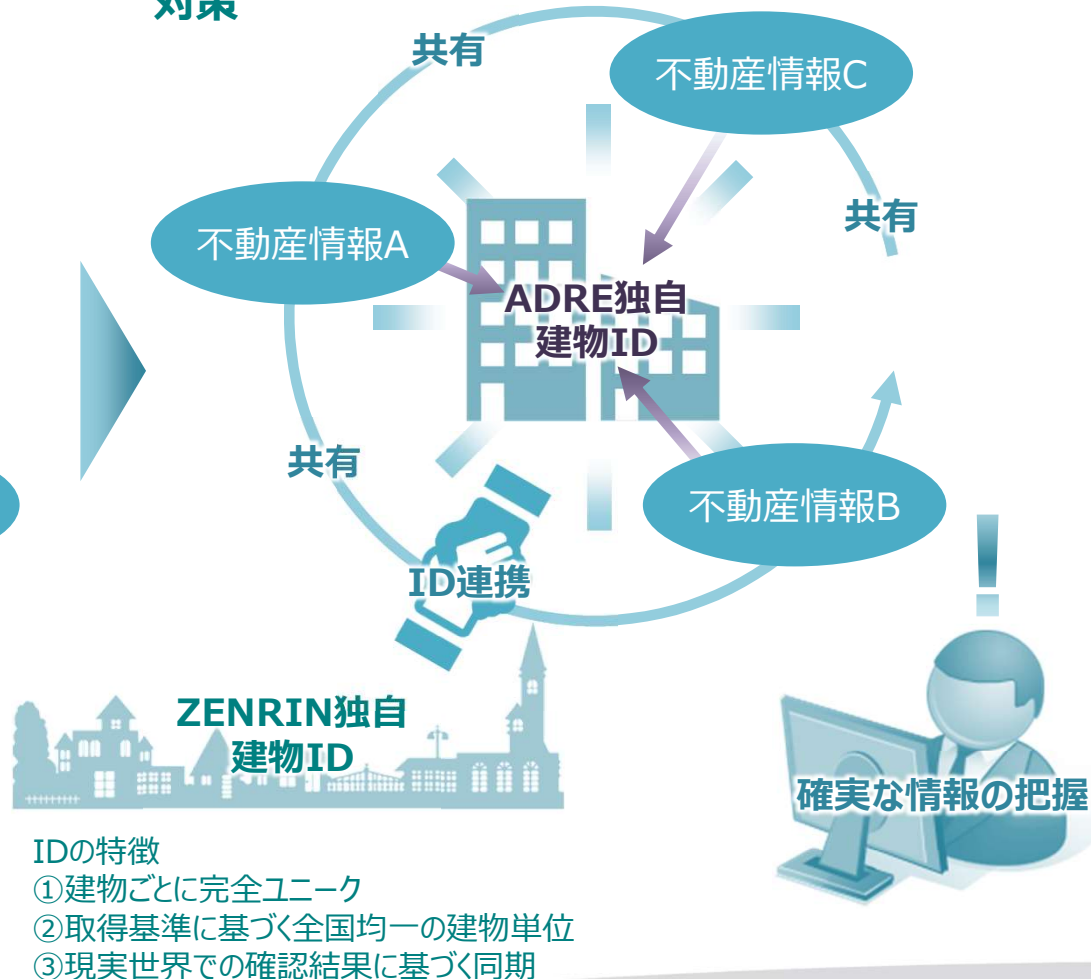 対策
共有
不動産情報C
共有
不動産情報A
ADRE独自
建物ID
共有
不動産情報B
ID連携
ZENRIN独自
建物ID
確実な情報の把握
IDの特徴
①建物ごとに完全ユニーク
②取得基準に基づく全国均一の建物単位
③現実世界での確認結果に基づく同期